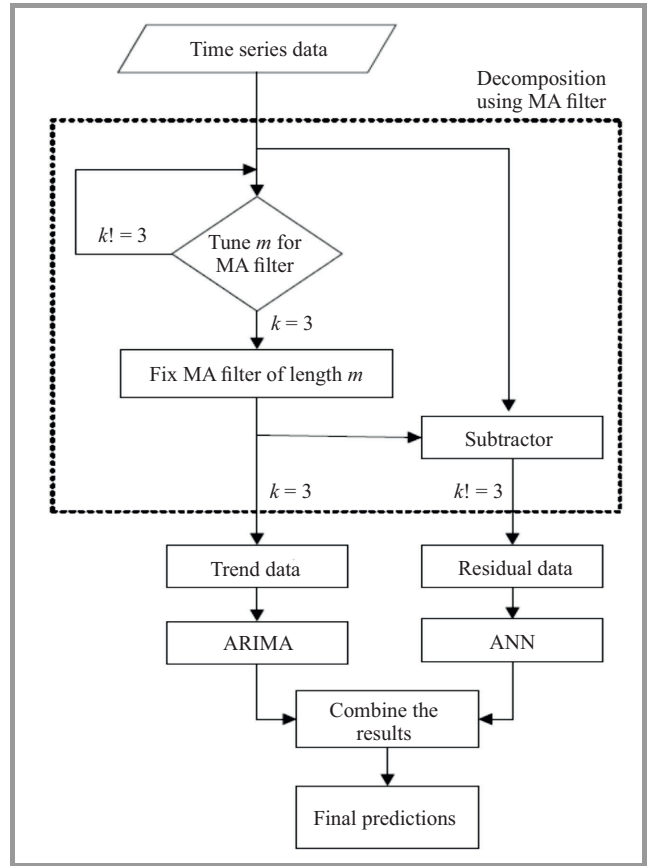 Time series data
Decomposition
using MA filter
k! = 3
Tune m for
MA filter
k = 3
Fix MA filter of length m
Subtractor
k = 3
k! = 3
Trend data
Residual data
ARIMA
ANN
Combine the
results
Final predictions